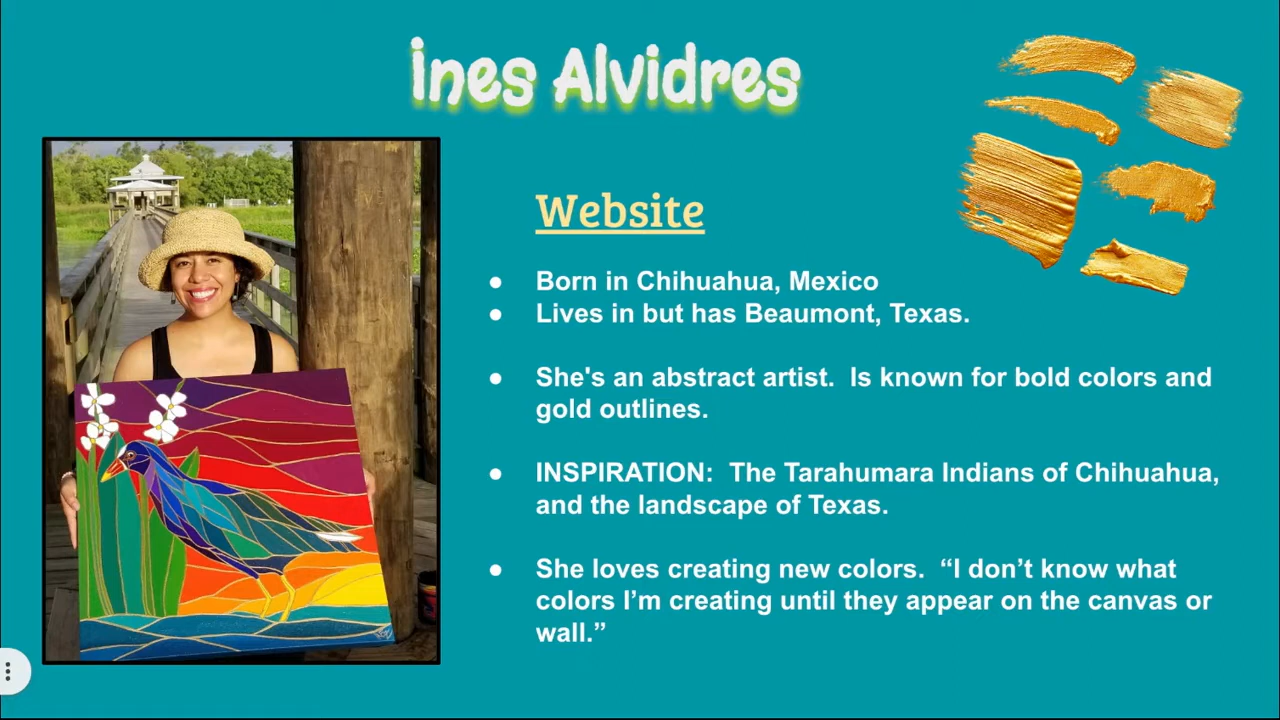 ines Alvidres
Website
● Born in Chihuahua, Mexico
● Lives in but has Beaumont, Texas.
● She's an abstract artist.  Is known for bold colors and
gold outlines.
● INSPIRATION:  The Tarahumara Indians of Chihuahua,
and the landscape of Texas.
● She loves creating new colors.  “I don’t know what
colors I’m creating until they appear on the canvas or
wall.”